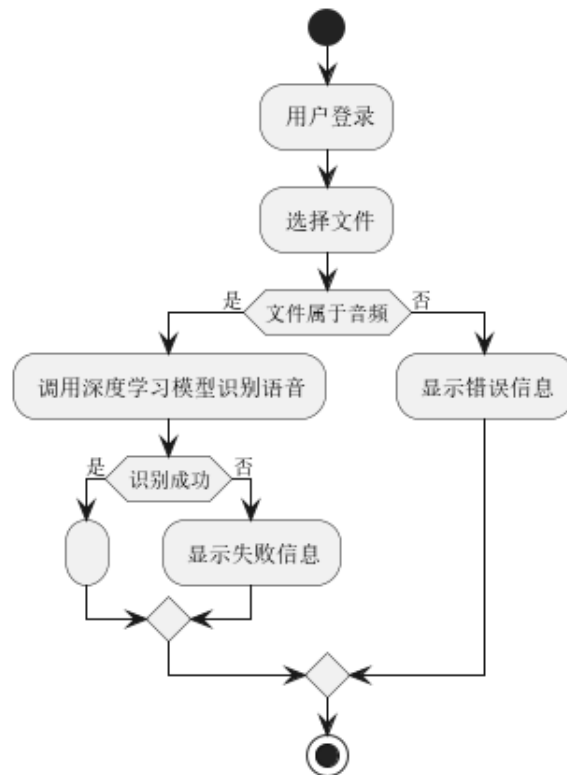 用户登录
选择文件
是
文件属于音频
否
调用深度学习模型识别语音
显示错误信息
是
识别成功
否
显示失败信息